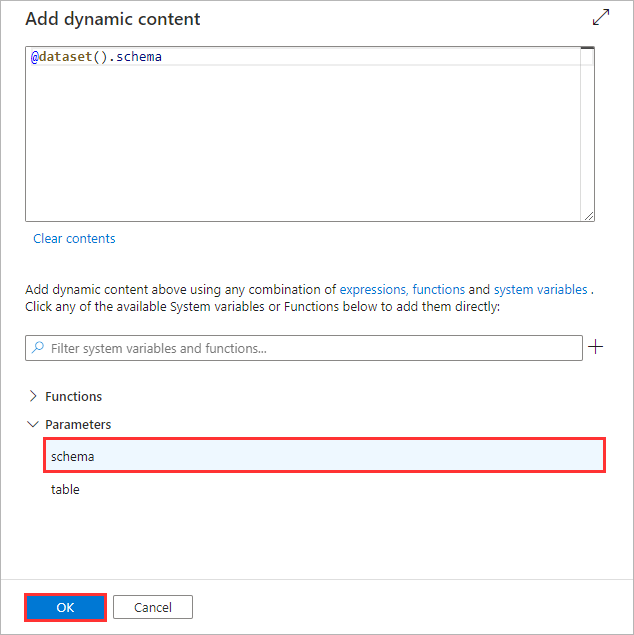 Add dynamic content
@dataset().schema
Clear contents
Add dynamic content above using any combination of expressions, functions and system variables .
Click any of the available System variables or Functions below to add them directly:
Filter system variables and functions...
Functions
Parameters
schema
table
OK
Cancel